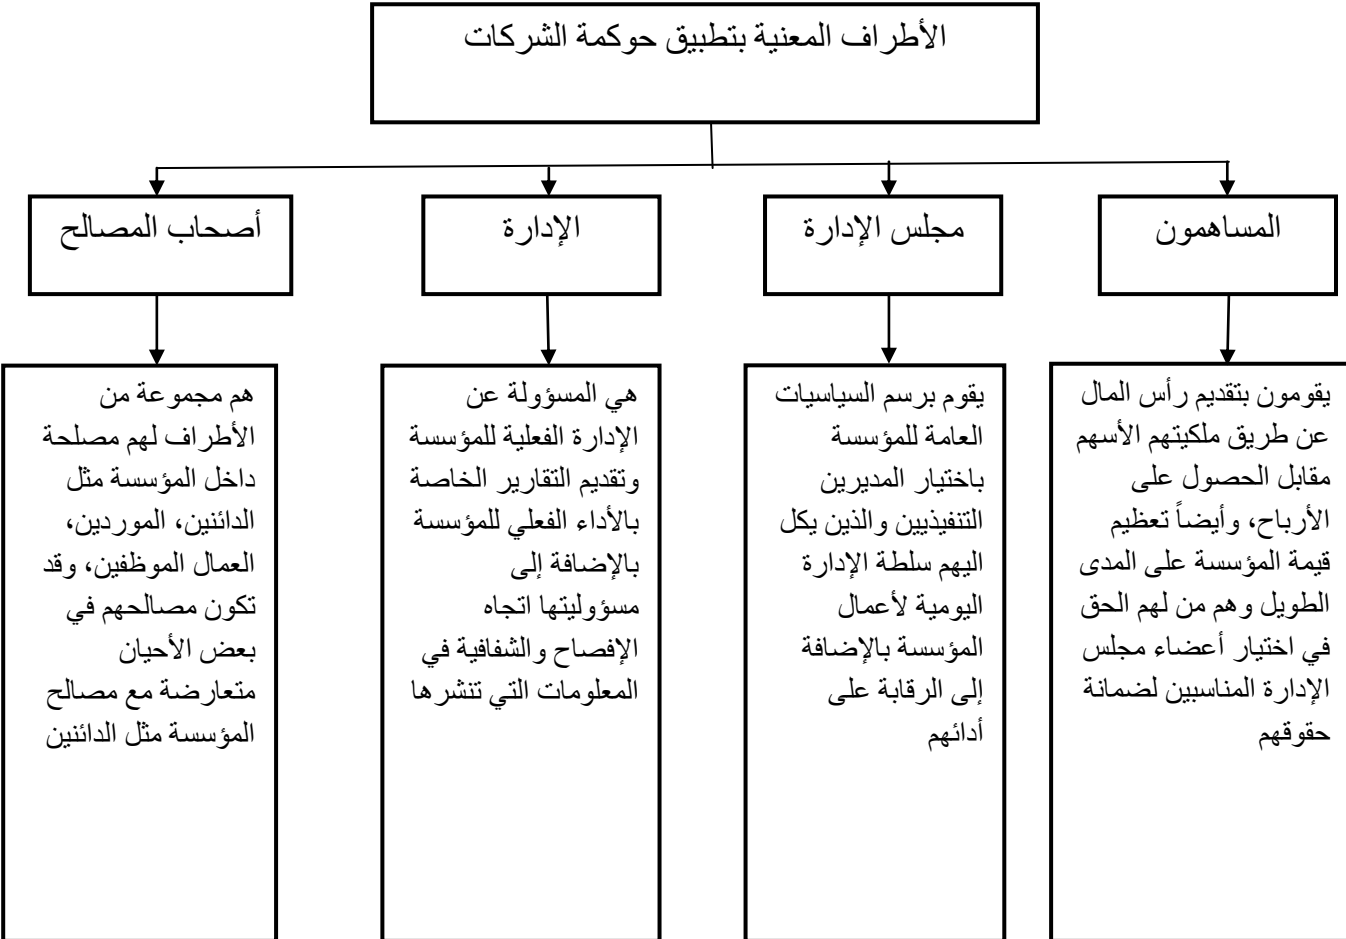 الأطراف المعنية بتطبيق حوكمة الشركات
المساهمون
مجلس الإدارة
الإدارة
أصحاب المصالح
يقومون بتقديم رأس المال
عن طريق ملكيتهم الأسهم
مقابل الحصول على
الأرباح، وأيضاً تعظيم
قيمة المؤسسة على المدى
الطويل وهم من لهم الحق
في اختيار أعضاء مجلس
الإدارة المناسبين لضمانة
حقوقهم
يقوم برسم السياسيات
العامة للمؤسسة
باختيار المديرين
التنفيذيين والذين يكل
اليهم سلطة الإدارة
اليومية لأعمال
المؤسسة بالإضافة
إلى الرقابة على
أدائهم
هي المسؤولة عن
الإدارة الفعلية للمؤسسة
وتقديم التقارير الخاصة
بالأداء الفعلي للمؤسسة
بالإضافة إلى
مسؤوليتها اتجاه
الإفصاح والشفافية في
المعلومات التي تنشرها
هم مجموعة من
الأطراف لهم مصلحة
داخل المؤسسة مثل
الدائنين، الموردين،
العمال الموظفين، وقد
تكون مصالحهم في
بعض الأحيان
متعارضة مع مصالح
المؤسسة مثل الدائنين